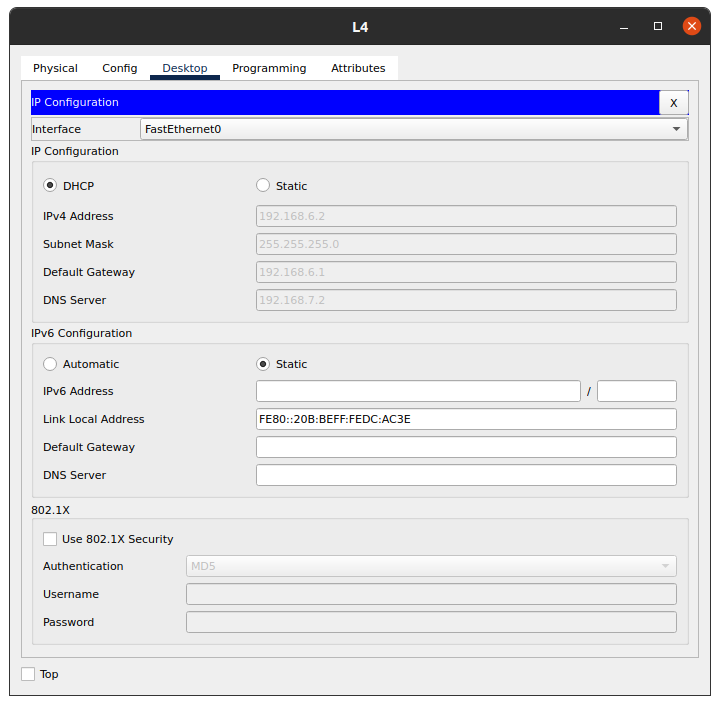 L4
Physical Config Desktop Programming Attributes
IP Configuration X
Interface FastEthernet0
IP Configuration
DHCP Static
IPv4 Address 192.168.6.2
Subnet Mask 255.255.255.0
Default Gateway 192.168.6.1
DNS Server 192.168.7.2
IPv6 Configuration
Automatic Static
IPv6 Address /
Link Local Address FE80::20B:BEFF:FEDC:AC3E
Default Gateway
DNS Server
802.1X
Use 802.1X Security
Authentication MD5
Username
Password
Top